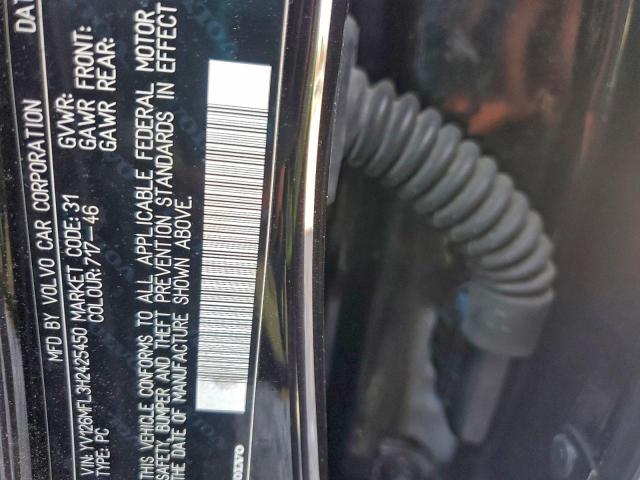 MFD BY VOLVO CAR CORPORATION DAT
GVWR:
GAWR FRONT:
GAWR REAR:
VIN: YV126MFL3H2425450 MARKET CODE: 31
TYPE: PC COLOUR: 717-46
THIS VEHICLE CONFORMS TO ALL APPLICABLE FEDERAL MOTOR
SAFETY, BUMPER AND THEFT PREVENTION STANDARDS IN EFFECT
THE DATE OF MANUFACTURE SHOWN ABOVE.
VOLVO